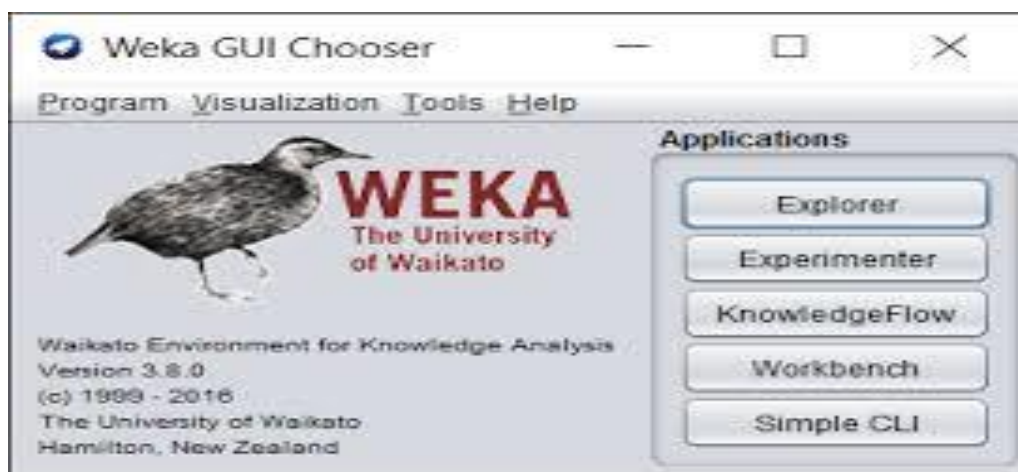 Weka GUI Chooser
Program Visualization Tools Help
WEKA
The University
of Waikato
Waikato Environment for Knowledge Analysis
Version 3.8.0
(c) 1999 - 2016
The University of Waikato
Hamilton, New Zealand
Applications
Explorer
Experimenter
KnowledgeFlow
Workbench
Simple CLI